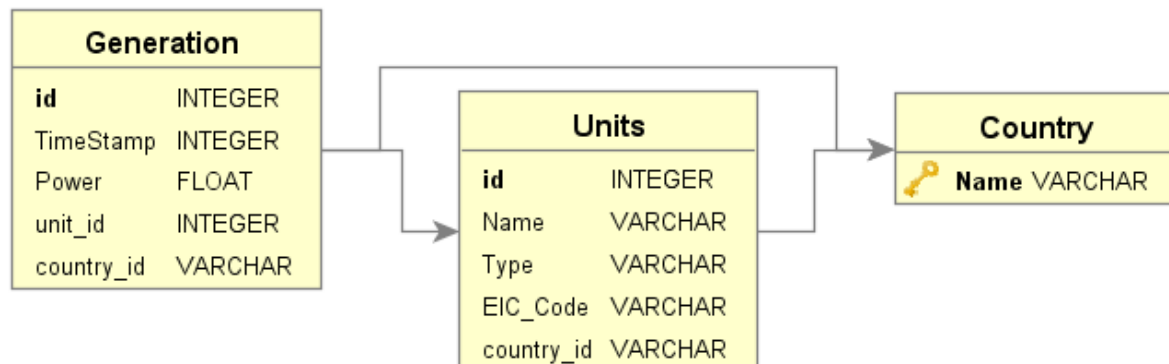 Generation
id INTEGER
TimeStamp INTEGER
Power FLOAT
unit_id INTEGER
country_id VARCHAR
Units
id INTEGER
Name VARCHAR
Type VARCHAR
EIC_Code VARCHAR
country_id VARCHAR
Country
Name VARCHAR